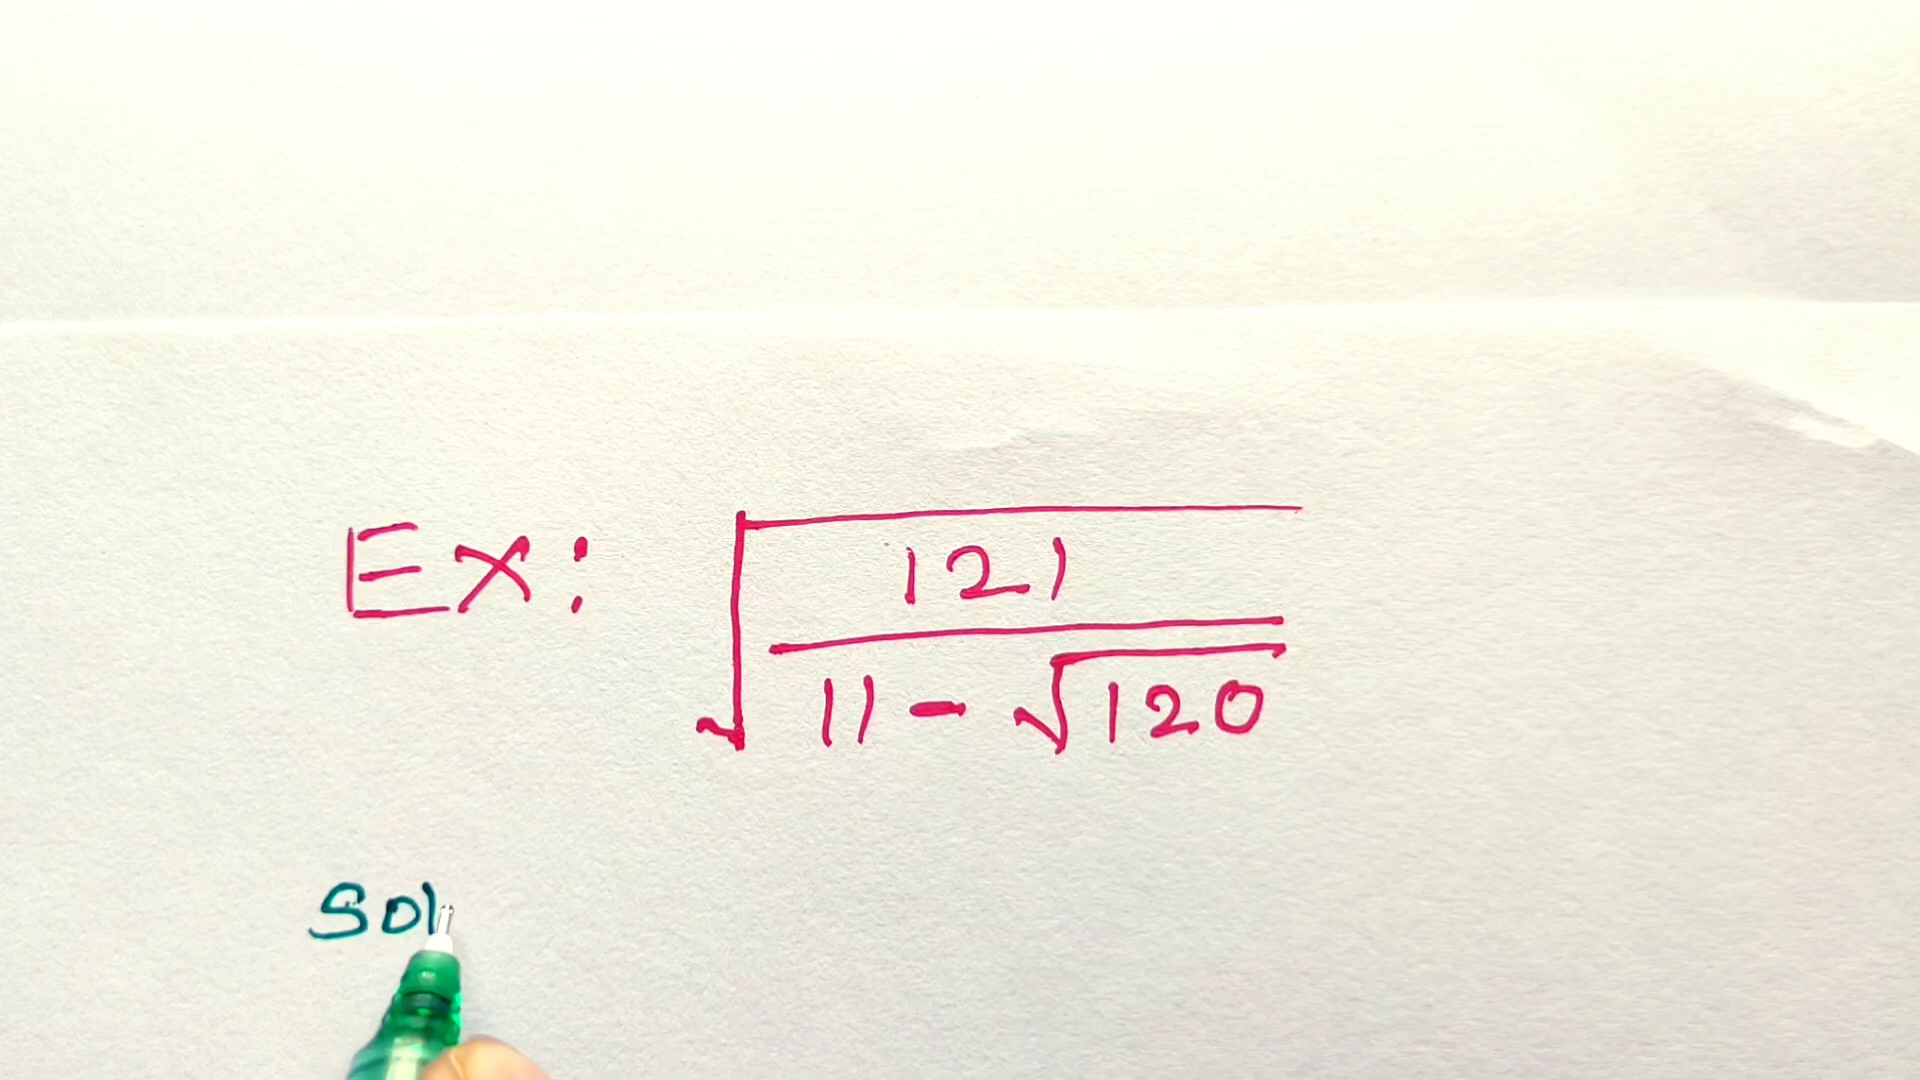 Ex: √(121 / (11 - √120))
Sol